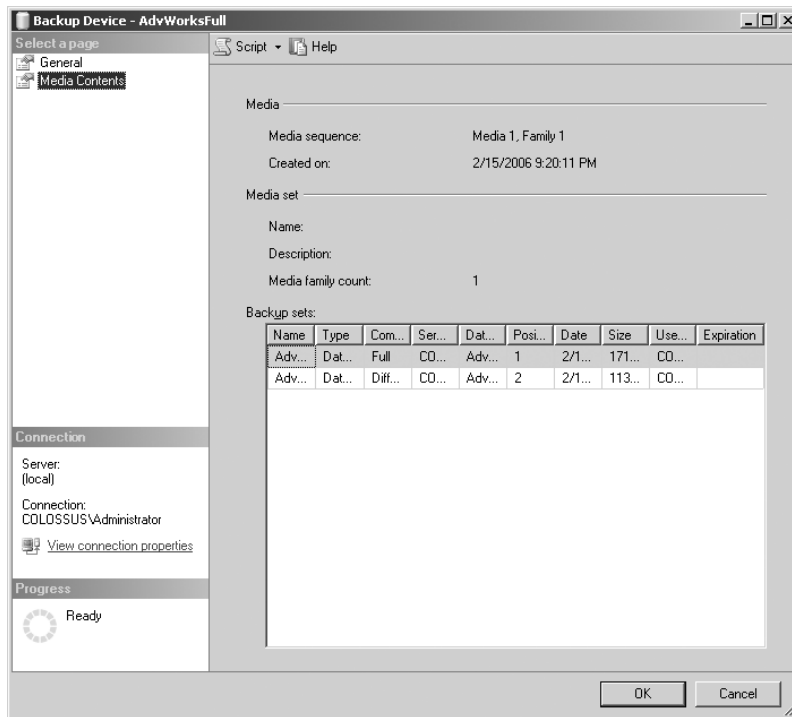 Backup Device - AdvWorksFull
Select a page
General
Media Contents
Script Help
Media
Media sequence: Media 1, Family 1
Created on: 2/15/2006 9:20:11 PM
Media set
Name:
Description:
Media family count: 1
Backup sets:
Name Type Com... Ser... Dat... Posi... Date Size Use... Expiration
Adv... Dat... Full CO... Adv... 1 2/1... 171... CO...
Adv... Dat... Diff... CO... Adv... 2 2/1... 113... CO...
Connection
Server:
(local)
Connection:
COLOSSUS\Administrator
View connection properties
Progress
Ready
OK Cancel